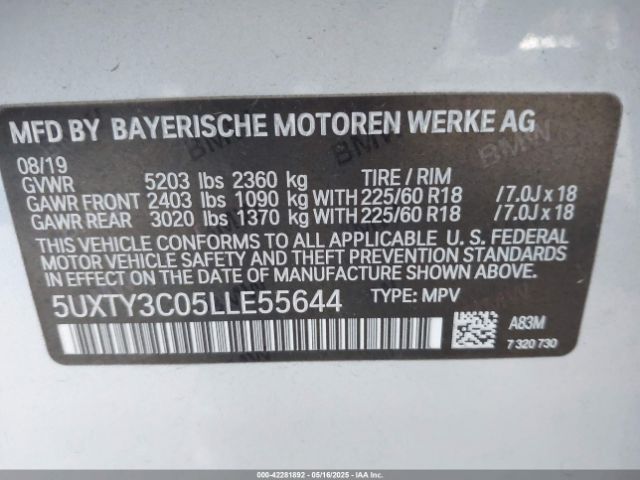 MFD BY BAYERISCHE MOTOREN WERKE AG
08/19
GVWR 5203 lbs 2360 kg TIRE / RIM
GAWR FRONT 2403 lbs 1090 kg WITH 225/60 R18 / 7.0J x 18
GAWR REAR 3020 lbs 1370 kg WITH 225/60 R18 / 7.0J x 18
THIS VEHICLE CONFORMS TO ALL APPLICABLE U. S. FEDERAL
MOTOR VEHICLE SAFETY AND THEFT PREVENTION STANDARDS IN
EFFECT ON THE DATE OF MANUFACTURE SHOWN ABOVE.
5UXTY3C05LLE55644 TYPE: MPV
A83M
7 320 730
000-42281892 - 05/16/2025 - IAAI.COM